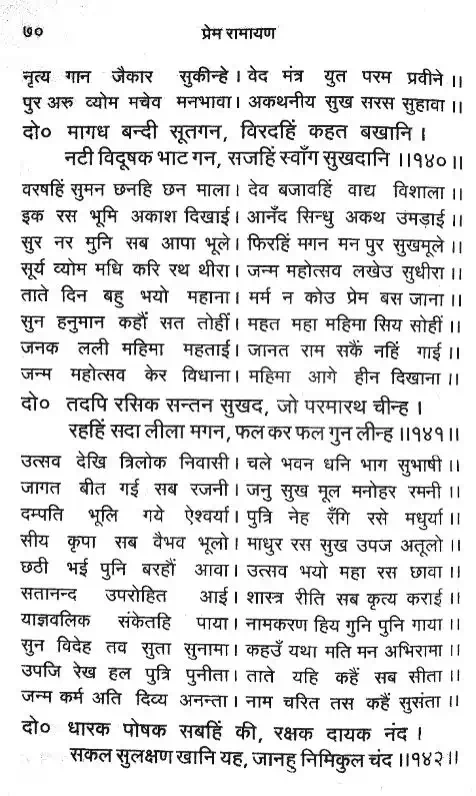 ७०
प्रेम रामायण
नृत्य गान जैकार सुकीन्हे। वेद मंत्र युत परम प्रवीने ।।
पुर अरु व्योम मचेव मनभावा। अकथनीय सुख सरस सुहावा ।।
दो० मागध बन्दी सूतगन, विरदहिं कहत बखानि ।
नटी विदूषक भाट गन, सजहिं स्वाँग सुखदानि ।।१४०।।
वरषहिं सुमन छनहिं छन माला। देव बजावहिं वाद्य विशाला ।।
इक रस भूमि अकाश दिखाई। आनँद सिन्धु अकथ उमड़ाई ।।
सुर नर मुनि सब आपा भूले। फिरहिं मगन मन पुर सुखमूले ।।
सूर्य व्योम मधि करि रथ थीरा। जन्म महोत्सव लखेउ सुधीरा ।।
ताते दिन बहु भयो महाना। मर्म न कोउ प्रेम बस जाना ।।
सुन हनुमान कहौं सत तोहीं। महत महा महिमा सिय सोहीं ।।
जनक लली महिमा महताई। जानत राम सकैं नहिं गाई ।।
जन्म महोत्सव केर विधाना। महिमा आगे हीन दिखाना ।।
दो० तदपि रसिक सन्तन सुखद, जो परमारथ चीन्ह ।
रहहिं सदा लीला मगन, फल कर फल गुन लीन्ह ।।१४१।।
उत्सव देखि त्रिलोक निवासी। चले भवन धनि भाग सुभाषी ।।
जागत बीत गई सब रजनी। जनु सुख मूल मनोहर रमनी ।।
दम्पति भूलि गये ऐश्वर्या। पुत्रि नेह रँगि रसे मधुर्या ।।
सीय कृपा सब वैभव भूलो। माधुर रस सुख उपज अतूलो ।।
छठी भई पुनि बरहौं आवा। उत्सव भयो महा रस छावा ।।
सतानन्द उपरोहित आई। शास्त्र रीति सब कृत्य कराई ।।
याज्ञवलिक संकेतहि पाया। नामकरण हिय गुनि पुनि गाया ।।
सुन विदेह तव सुता सुनामा। कहउँ यथा मति मन अभिरामा ।।
उपजि रेख हल पुत्रि पुनीता। ताते यहि कहैं सब सीता ।।
जन्म कर्म अति दिव्य अनन्ता। नाम चरित तस कहैं सुसंता ।।
दो० धारक पोषक सबहिं की, रक्षक दायक नंद ।
सकल सुलक्षण खानि यह, जानहु निमिकुल चंद ।।१४२।।